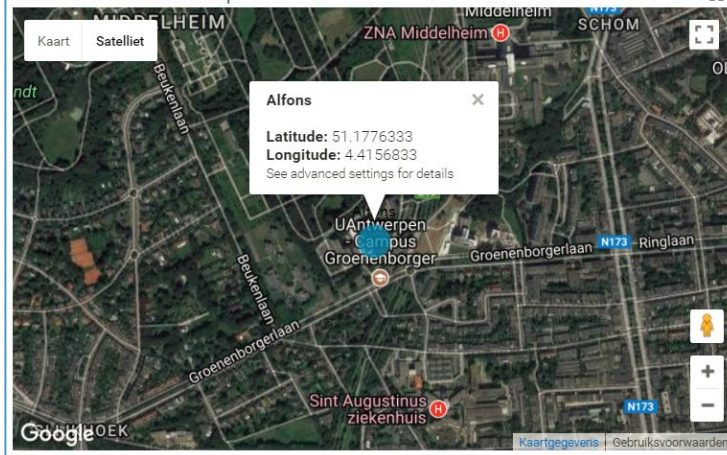 MIDDELHEIM
Middelheim
N173
SCHOM
ZNA Middelheim
H
Kaart
Satelliet
Beukenlaan
Alfons
Latitude: 51.1776333
Longitude: 4.4156833
See advanced settings for details
UAntwerpen
- Campus
Groenenborger
Groenenborgerlaan
N173
Ringlaan
Beukenlaan
Groenenborgerlaan
Sint Augustinus
ziekenhuis
H
N173
+
−
Google
Kaartgegevens
Gebruiksvoorwaarden